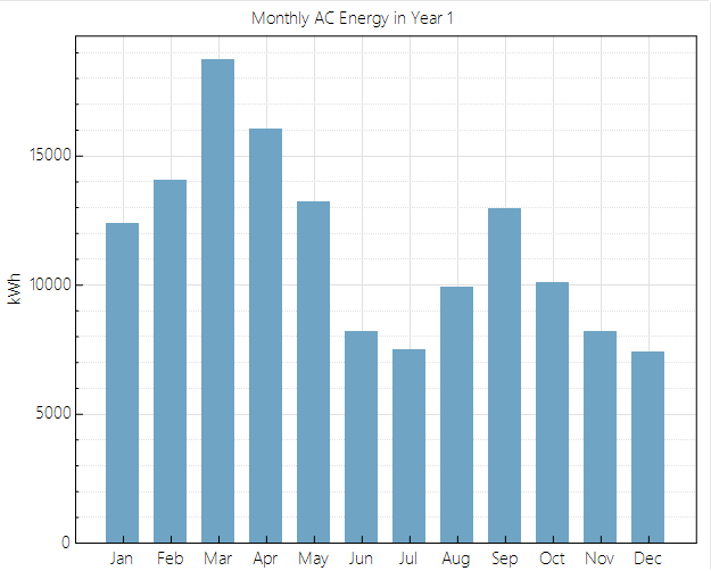 Monthly AC Energy in Year 1
kWh
15000
10000
5000
0
Jan Feb Mar Apr May Jun Jul Aug Sep Oct Nov Dec